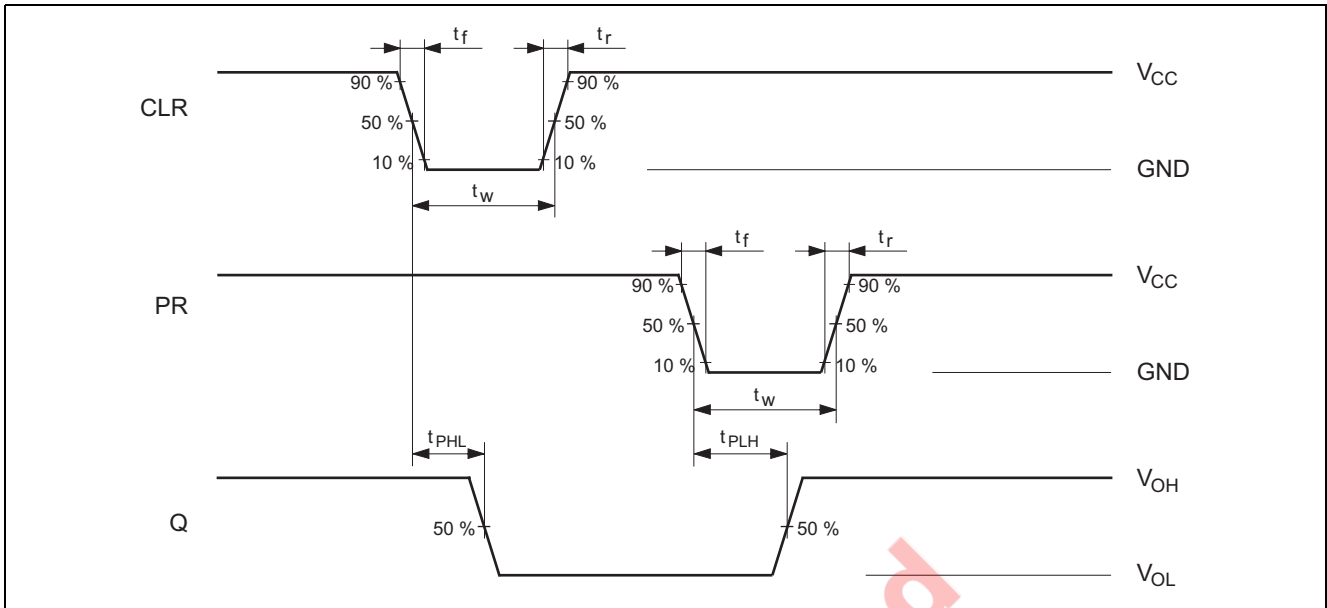 tf tr
90 % 90 % VCC
CLR
50 % 50 %
10 % 10 % GND
tw
tf tr
VCC
90 % 90 %
PR
50 % 50 %
10 % 10 % GND
tw
tPHL tPLH
VOH
Q
50 % 50 %
VOL
d